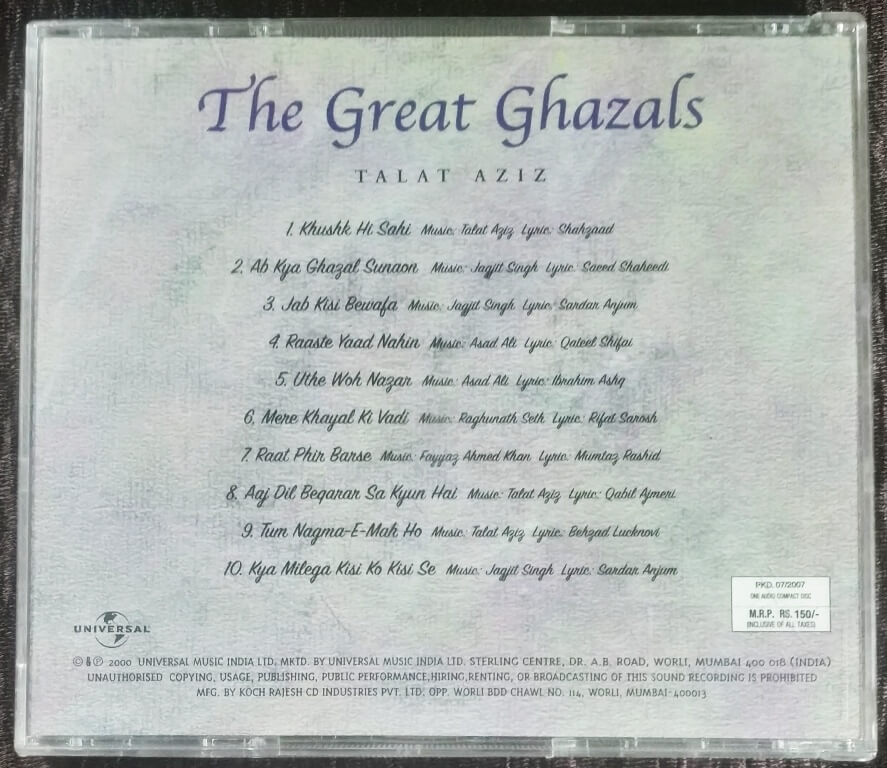 The Great Ghazals
TALAT AZIZ
1. Khushk Hi Sahi Music: Talat Aziz Lyric: Shahzaad
2. Ab Kya Ghazal Sunaon Music: Jagjit Singh Lyric: Saeed Shaheedi
3. Jab Kisi Bewafa Music: Jagjit Singh Lyric: Sardar Anjum
4. Raaste Yaad Nahin Music: Asad Ali Lyric: Qateel Shifai
5. Uthe Woh Nazar Music: Asad Ali Lyric: Ibrahim Ashq
6. Mere Khayal Ki Vadi Music: Raghunath Seth Lyric: Rifat Sarosh
7. Raat Phir Barse Music: Fayyaz Ahmed Khan Lyric: Mumtaz Rashid
8. Aaj Dil Beqarar Sa Kyun Hai Music: Talat Aziz Lyric: Qabil Ajmeri
9. Tum Nagma-E-Mah Ho Music: Talat Aziz Lyric: Behzad Lucknovi
10. Kya Milega Kisi Ko Kisi Se Music: Jagjit Singh Lyric: Sardar Anjum
PKD. 07/2007
ONE AUDIO COMPACT DISC
M.R.P. RS. 150/-
(INCLUSIVE OF ALL TAXES)
UNIVERSAL
© & ℗ 2000 UNIVERSAL MUSIC INDIA LTD. MKTD. BY UNIVERSAL MUSIC INDIA LTD. STERLING CENTRE, DR. A.B. ROAD, WORLI, MUMBAI 400 018 (INDIA)
UNAUTHORISED COPYING, USAGE, PUBLISHING, PUBLIC PERFORMANCE,HIRING,RENTING, OR BROADCASTING OF THIS SOUND RECORDING IS PROHIBITED
MFG. BY KOCH RAJESH CD INDUSTRIES PVT. LTD. OPP. WORLI BDD CHAWL NO. 114, WORLI, MUMBAI-400013